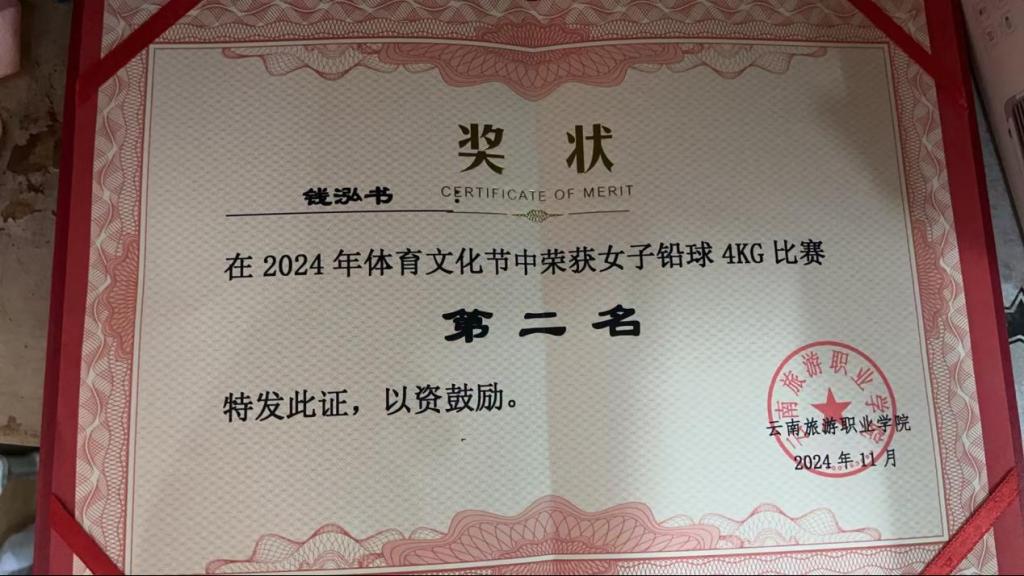 奖状
CERTIFICATE OF MERIT
钱泓书：
在2024年体育文化节中荣获女子铅球4KG比赛
第二名
特发此证，以资鼓励。
云南旅游职业学院
云南旅游职业学院
2024年11月